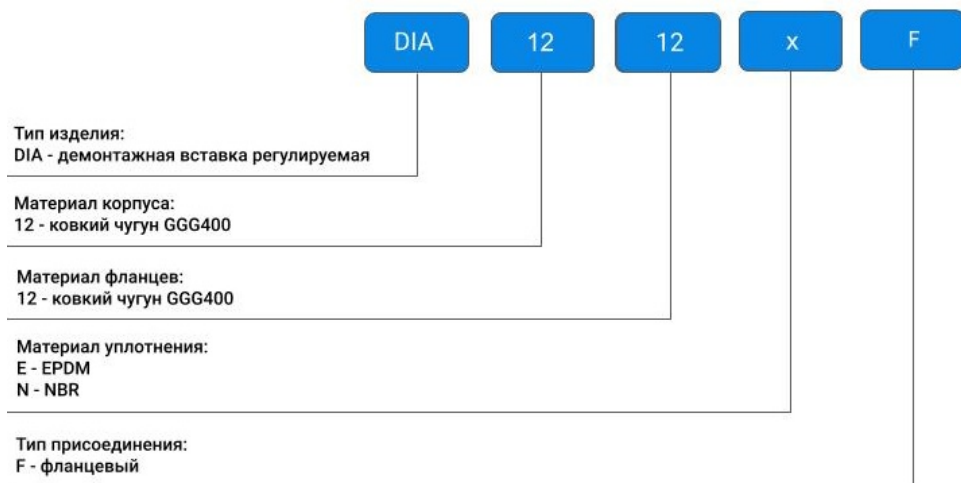 DIA 12 12 x F
Тип изделия:
DIA - демонтажная вставка регулируемая
Материал корпуса:
12 - ковкий чугун GGG400
Материал фланцев:
12 - ковкий чугун GGG400
Материал уплотнения:
E - EPDM
N - NBR
Тип присоединения:
F - фланцевый